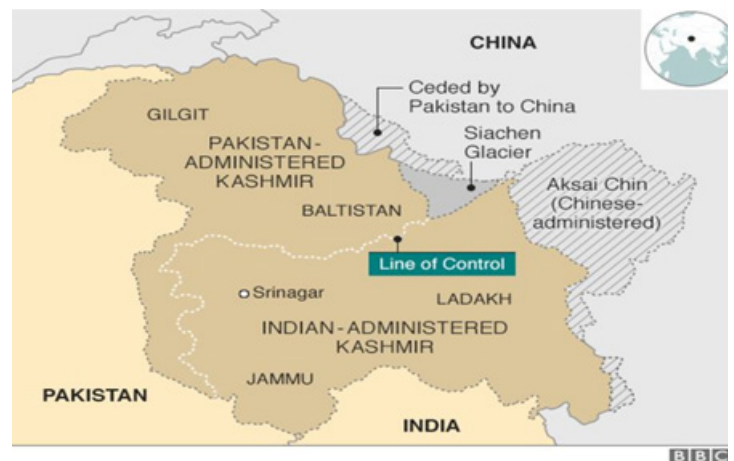 CHINA
Ceded by
Pakistan to China
GILGIT
Siachen
Glacier
PAKISTAN-
ADMINISTERED
KASHMIR
Aksai Chin
(Chinese-
administered)
BALTISTAN
Line of Control
Srinagar
LADAKH
INDIAN-ADMINISTERED
KASHMIR
JAMMU
PAKISTAN
INDIA
BBC